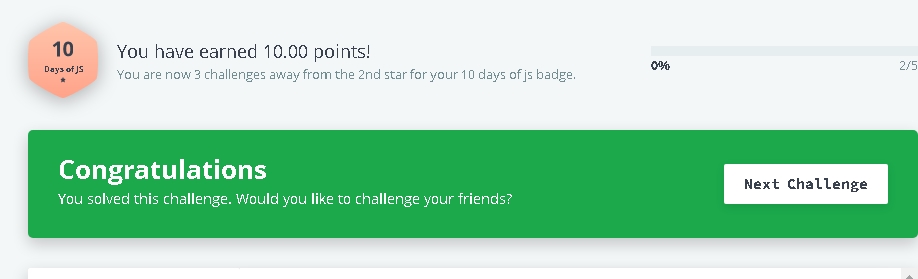 10
Days of JS
You have earned 10.00 points!
You are now 3 challenges away from the 2nd star for your 10 days of js badge.
0%
2/5
Congratulations
You solved this challenge. Would you like to challenge your friends?
Next Challenge